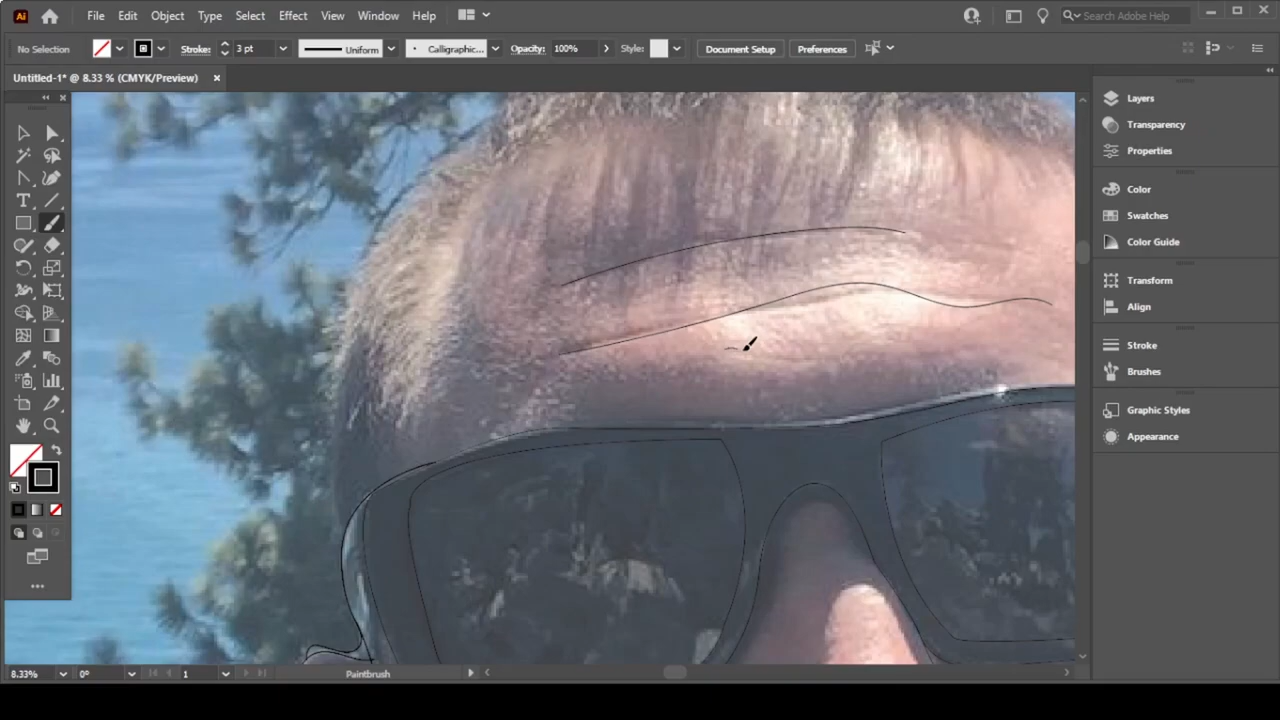 Ai File Edit Object Type Select Effect View Window Help Search Adobe Help
No Selection Stroke: 3 pt Uniform Calligraphic... Opacity: 100% Style: Document Setup Preferences
Untitled-1* @ 8.33 % (CMYK/Preview)
Layers
Transparency
Properties
Color
Swatches
Color Guide
Transform
Align
Stroke
Brushes
Graphic Styles
Appearance
8.33% 0° 1 Paintbrush